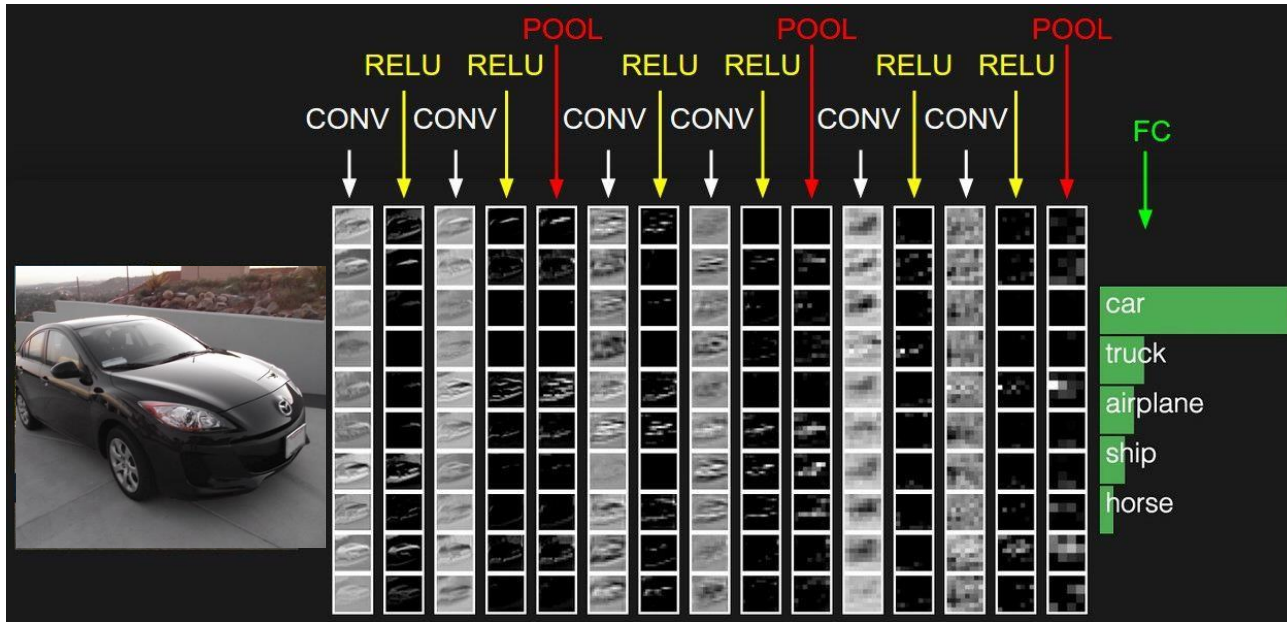 POOL POOL POOL
RELU RELU RELU RELU RELU RELU
CONV CONV CONV CONV CONV CONV
FC
car
truck
airplane
ship
horse